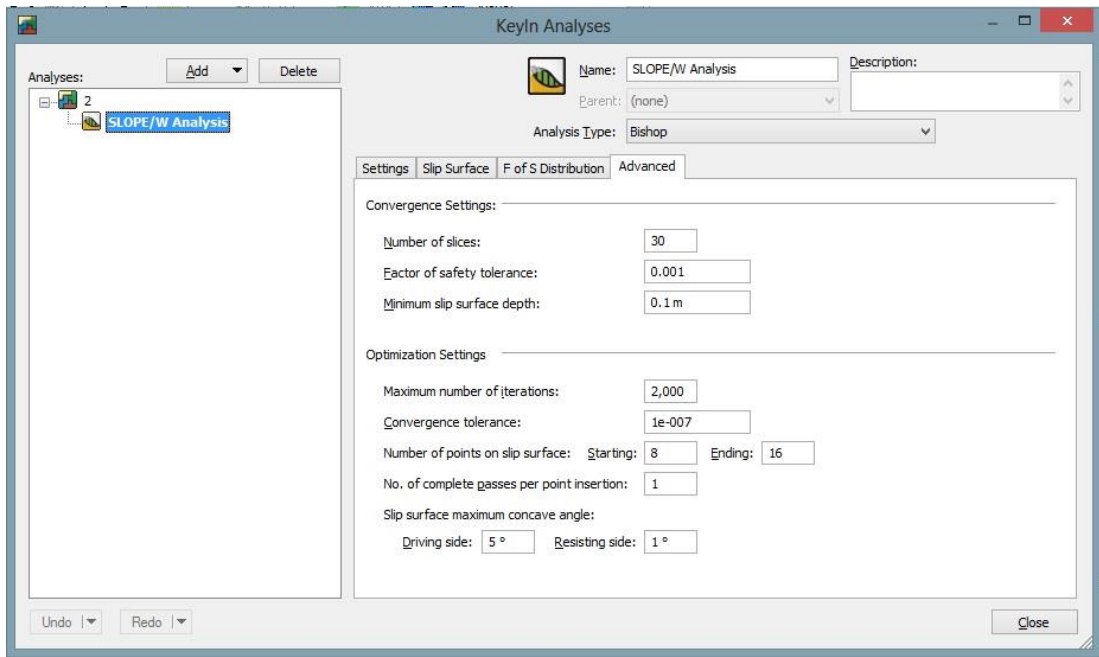 KeyIn Analyses
Analyses:
Add
Delete
2
SLOPE/W Analysis
Name: SLOPE/W Analysis
Description:
Parent: (none)
Analysis Type: Bishop
Settings Slip Surface F of S Distribution Advanced
Convergence Settings:
Number of slices: 30
Factor of safety tolerance: 0.001
Minimum slip surface depth: 0.1 m
Optimization Settings
Maximum number of iterations: 2,000
Convergence tolerance: 1e-007
Number of points on slip surface: Starting: 8 Ending: 16
No. of complete passes per point insertion: 1
Slip surface maximum concave angle:
Driving side: 5 ° Resisting side: 1 °
Undo Redo
Close